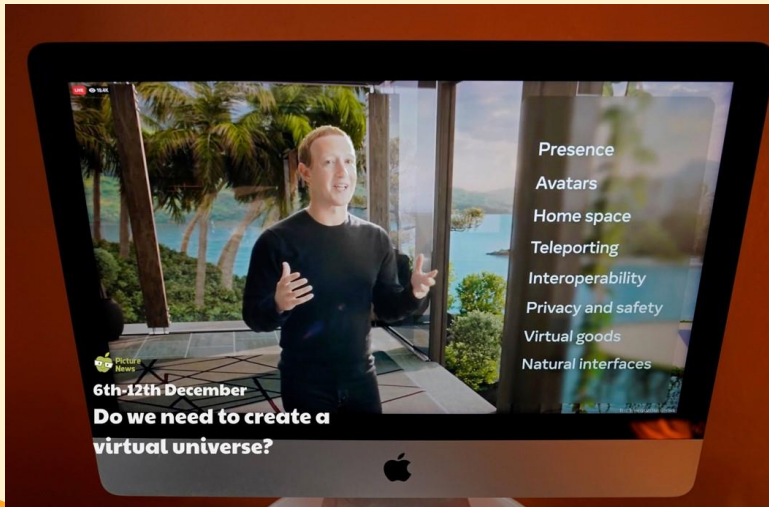 LIVE
Presence
Avatars
Home space
Teleporting
Interoperability
Privacy and safety
Virtual goods
Natural interfaces
Picture
News
6th-12th December
Do we need to create a
virtual universe?